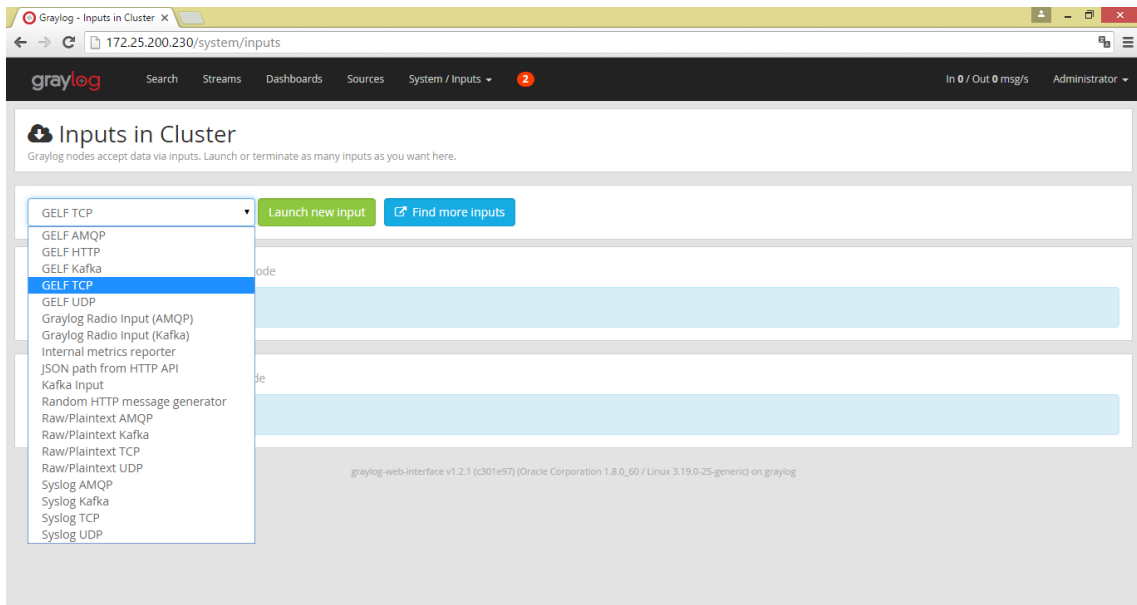 Graylog - Inputs in Cluster
172.25.200.230/system/inputs
graylog Search Streams Dashboards Sources System / Inputs 2 In 0 / Out 0 msg/s Administrator
Inputs in Cluster
Graylog nodes accept data via inputs. Launch or terminate as many inputs as you want here.
GELF TCP Launch new input Find more inputs
GELF AMQP
GELF HTTP
GELF Kafka
ode
GELF TCP
GELF UDP
Graylog Radio Input (AMQP)
Graylog Radio Input (Kafka)
Internal metrics reporter
JSON path from HTTP API
de
Kafka Input
Random HTTP message generator
Raw/Plaintext AMQP
Raw/Plaintext Kafka
Raw/Plaintext TCP
Raw/Plaintext UDP
graylog-web-interface v1.2.1 (c301e97) (Oracle Corporation 1.8.0_60 / Linux 3.19.0-25-generic) on graylog
Syslog AMQP
Syslog Kafka
Syslog TCP
Syslog UDP